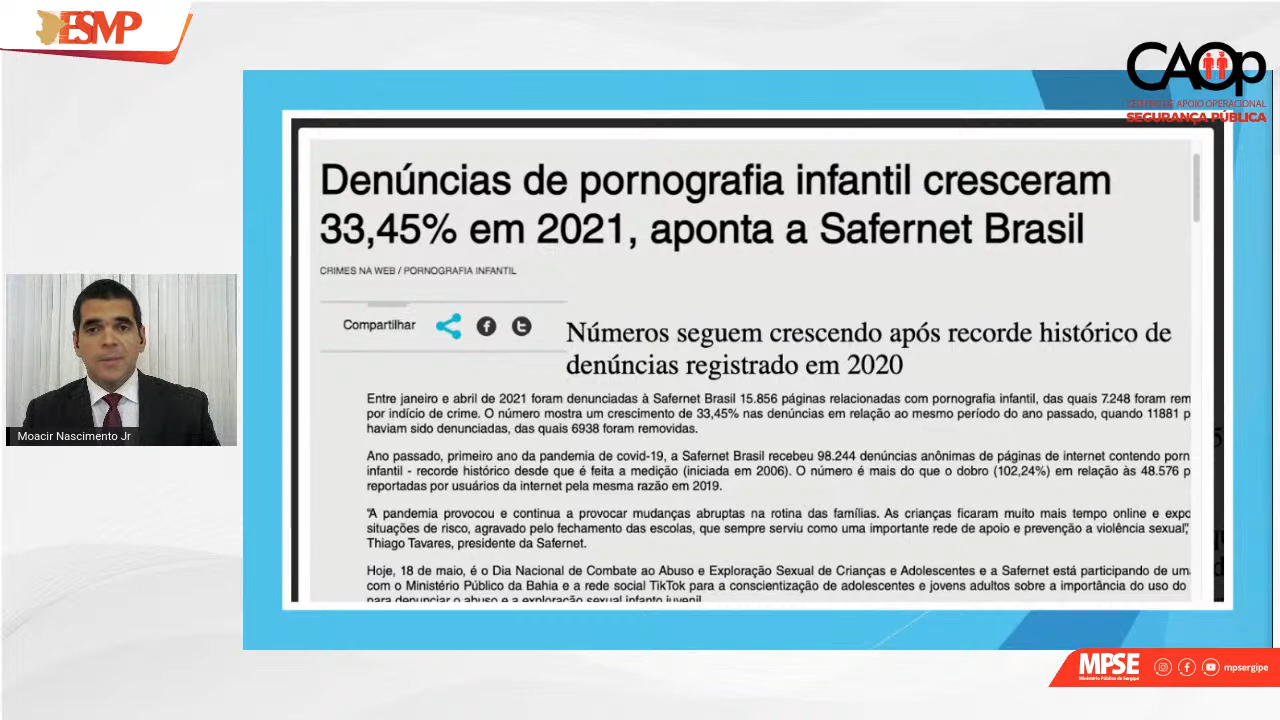 ESMP
CAOp
CENTRO DE APOIO OPERACIONAL
SEGURANÇA PÚBLICA
Denúncias de pornografia infantil cresceram
33,45% em 2021, aponta a Safernet Brasil
CRIMES NA WEB / PORNOGRAFIA INFANTIL
Compartilhar
Números seguem crescendo após recorde histórico de
denúncias registrado em 2020
Entre janeiro e abril de 2021 foram denunciadas à Safernet Brasil 15.856 páginas relacionadas com pornografia infantil, das quais 7.248 foram rem
por indício de crime. O número mostra um crescimento de 33,45% nas denúncias em relação ao mesmo período do ano passado, quando 11881 p
haviam sido denunciadas, das quais 6938 foram removidas.
Ano passado, primeiro ano da pandemia de covid-19, a Safernet Brasil recebeu 98.244 denúncias anônimas de páginas de internet contendo porn
infantil - recorde histórico desde que é feita a medição (iniciada em 2006). O número é mais do que o dobro (102,24%) em relação às 48.576 p
reportadas por usuários da internet pela mesma razão em 2019.
"A pandemia provocou e continua a provocar mudanças abruptas na rotina das famílias. As crianças ficaram muito mais tempo online e expo
situações de risco, agravado pelo fechamento das escolas, que sempre serviu como uma importante rede de apoio e prevenção a violência sexual",
Thiago Tavares, presidente da Safernet.
Hoje, 18 de maio, é o Dia Nacional de Combate ao Abuso e Exploração Sexual de Crianças e Adolescentes e a Safernet está participando de um
com o Ministério Público da Bahia e a rede social TikTok para a conscientização de adolescentes e jovens adultos sobre a importância do uso do
para denunciar o abuso e a exploração sexual infanto juvenil
Moacir Nascimento Jr
MPSE
Ministério Público de Sergipe
mpsergipe